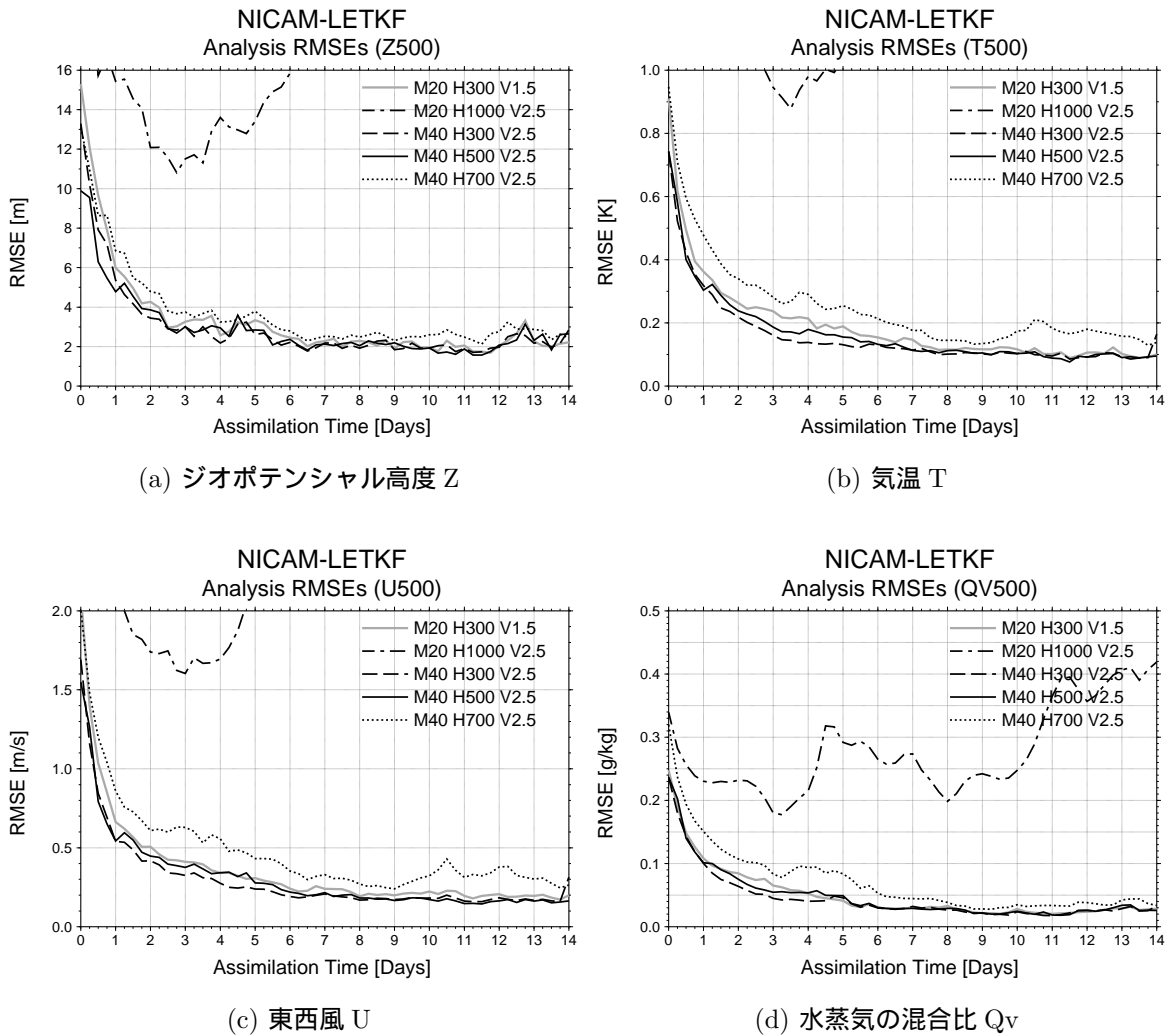 NICAM-LETKF
Analysis RMSEs (Z500)
16
14
12
10
8
6
4
2
0
RMSE [m]
M20 H300 V1.5
M20 H1000 V2.5
M40 H300 V2.5
M40 H500 V2.5
M40 H700 V2.5
0 1 2 3 4 5 6 7 8 9 10 11 12 13 14
Assimilation Time [Days]
(a) ジオポテンシャル高度 Z
NICAM-LETKF
Analysis RMSEs (T500)
1.0
0.8
0.6
0.4
0.2
0.0
RMSE [K]
M20 H300 V1.5
M20 H1000 V2.5
M40 H300 V2.5
M40 H500 V2.5
M40 H700 V2.5
0 1 2 3 4 5 6 7 8 9 10 11 12 13 14
Assimilation Time [Days]
(b) 気温 T
NICAM-LETKF
Analysis RMSEs (U500)
2.0
1.5
1.0
0.5
0.0
RMSE [m/s]
M20 H300 V1.5
M20 H1000 V2.5
M40 H300 V2.5
M40 H500 V2.5
M40 H700 V2.5
0 1 2 3 4 5 6 7 8 9 10 11 12 13 14
Assimilation Time [Days]
(c) 東西風 U
NICAM-LETKF
Analysis RMSEs (QV500)
0.5
0.4
0.3
0.2
0.1
0.0
RMSE [g/kg]
M20 H300 V1.5
M20 H1000 V2.5
M40 H300 V2.5
M40 H500 V2.5
M40 H700 V2.5
0 1 2 3 4 5 6 7 8 9 10 11 12 13 14
Assimilation Time [Days]
(d) 水蒸気の混合比 Qv